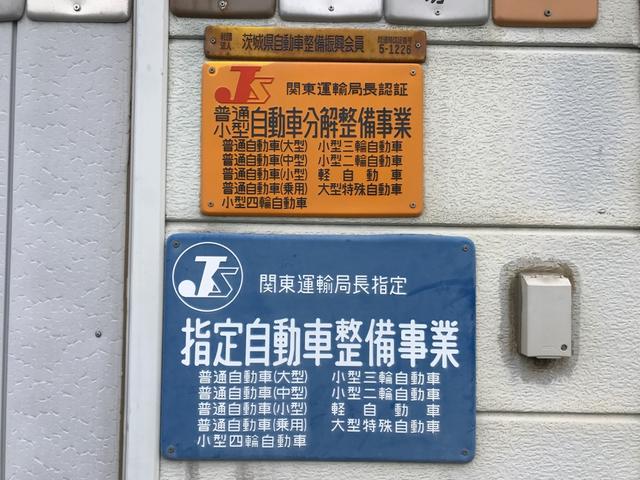 社団法人 茨城県自動車整備振興会員 5-1226
JS 関東運輸局長認証
普通 小型 自動車分解整備事業
普通自動車(大型) 小型三輪自動車
普通自動車(中型) 小型二輪自動車
普通自動車(小型) 軽自動車
普通自動車(乗用) 大型特殊自動車
小型四輪自動車
JS 関東運輸局長指定
指定自動車整備事業
普通自動車(大型) 小型三輪自動車
普通自動車(中型) 小型二輪自動車
普通自動車(小型) 軽自動車
普通自動車(乗用) 大型特殊自動車
小型四輪自動車